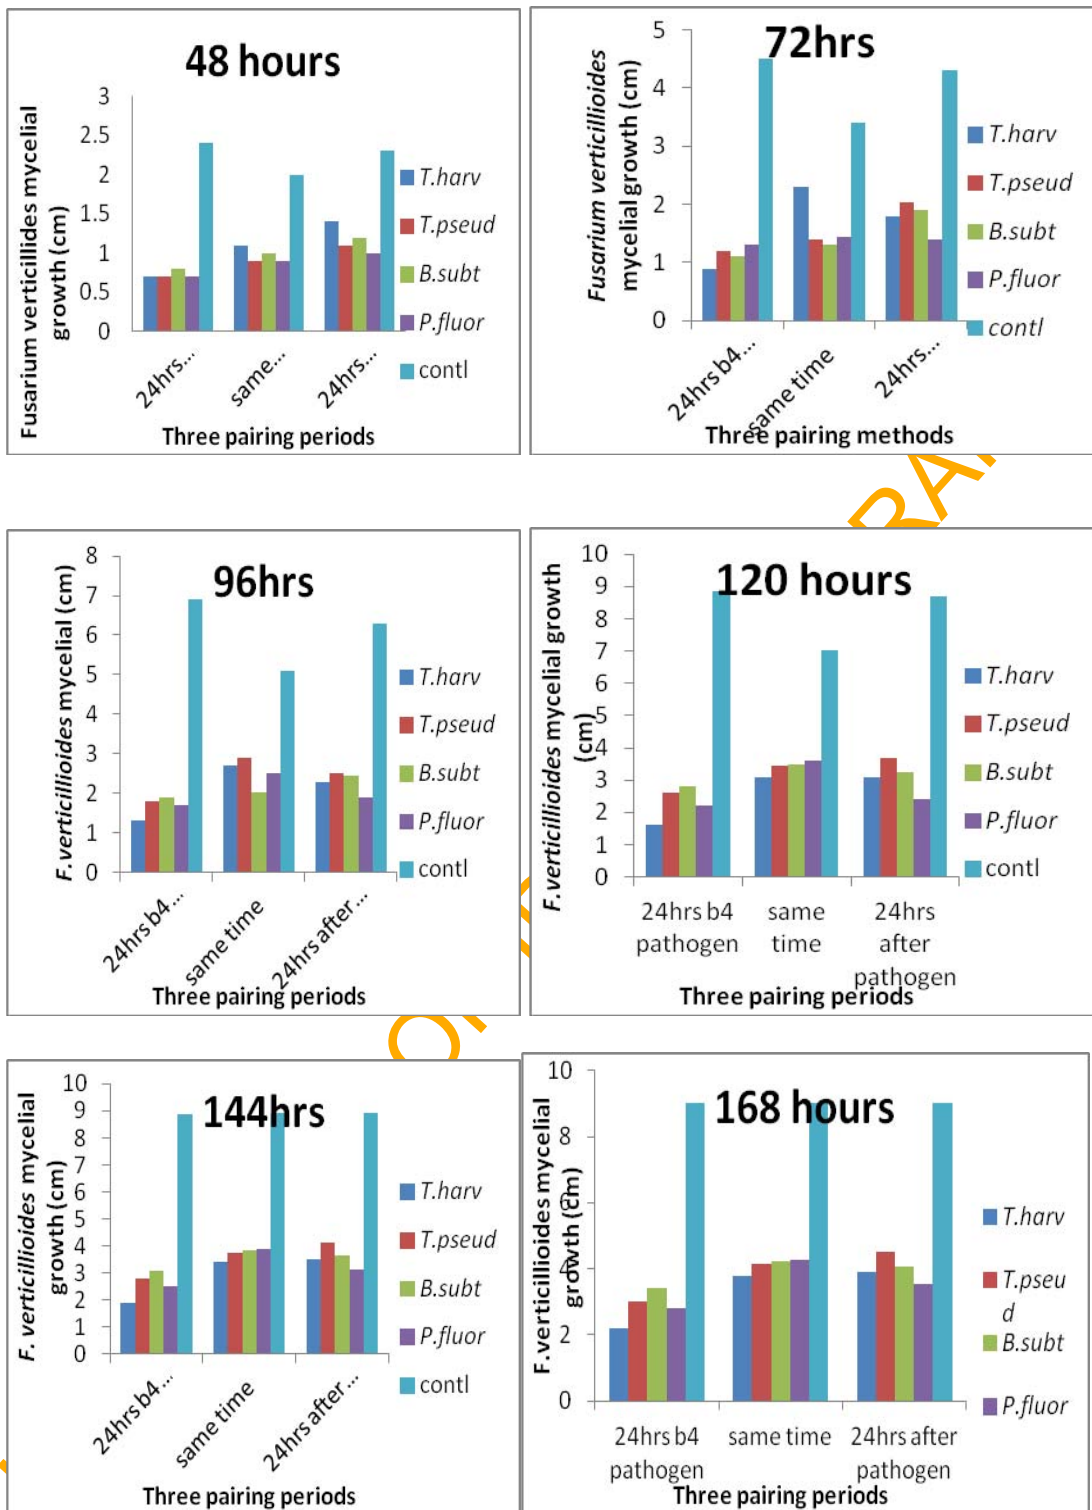 48 hours
Fusarium verticillides mycelial
growth (cm)
3
2.5
2
1.5
1
0.5
0
24hrs...
same...
24hrs...
Three pairing periods
T.harv
T.pseud
B.subt
P.fluor
contl
72hrs
Fusarium verticillioides
mycelial growth (cm)
5
4
3
2
1
0
24hrs b4...
same time
24hrs...
Three pairing methods
T.harv
T.pseud
B.subt
P.fluor
contl
96hrs
F.verticillioides mycelial (cm)
8
7
6
5
4
3
2
1
0
24hrs b4...
same time
24hrs after...
Three pairing periods
T.harv
T.pseud
B.subt
P.fluor
contl
120 hours
F.verticillioides mycelial growth
(cm)
10
9
8
7
6
5
4
3
2
1
0
24hrs b4
pathogen
same
time
24hrs
after
pathogen
Three pairing periods
T.harv
T.pseud
B.subt
P.fluor
contl
144hrs
F. verticillioides mycelial
growth (cm)
10
9
8
7
6
5
4
3
2
1
0
24hrs b4...
same time
24hrs after...
Three pairing periods
T.harv
T.pseud
B.subt
P.fluor
contl
168 hours
F.verticillioides mycelial
growth (cm)
10
8
6
4
2
0
24hrs b4
pathogen
same time
24hrs after
pathogen
Three pairing periods
T.harv
T.pseu
d
B.subt
P.fluor